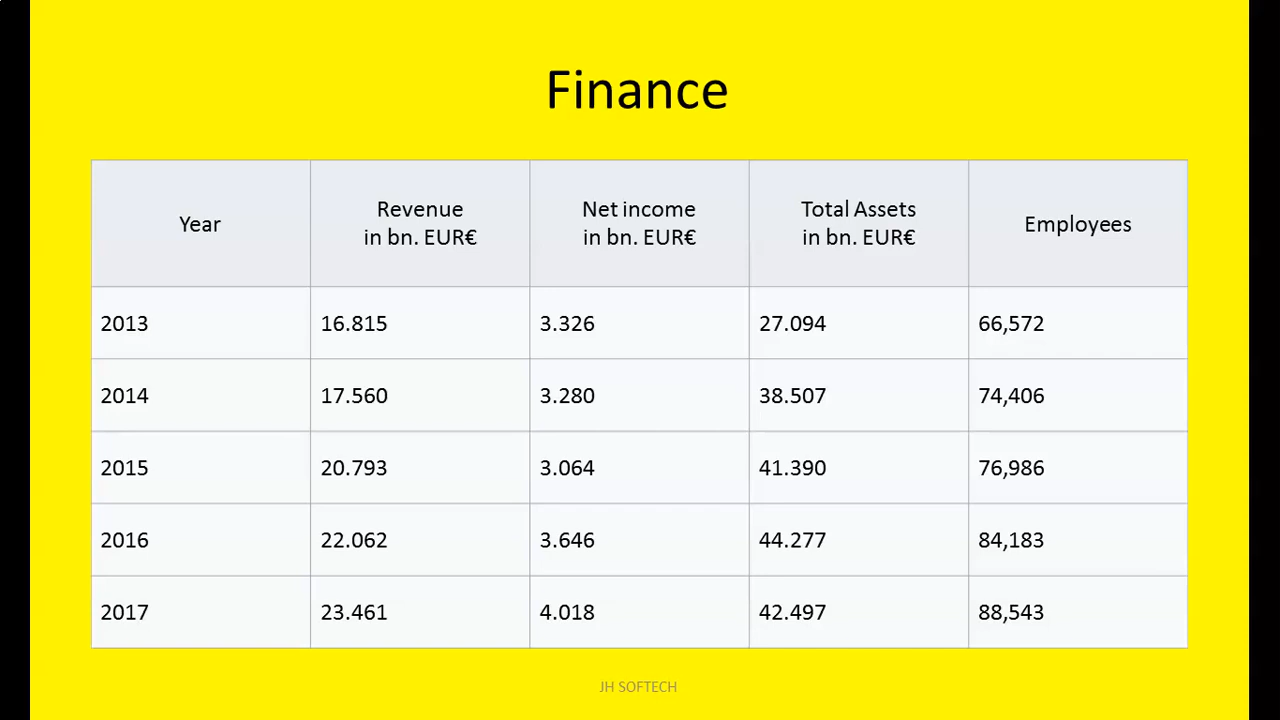 Finance
Year
Revenue
in bn. EUR€
Net income
in bn. EUR€
Total Assets
in bn. EUR€
Employees
2013 16.815 3.326 27.094 66,572
2014 17.560 3.280 38.507 74,406
2015 20.793 3.064 41.390 76,986
2016 22.062 3.646 44.277 84,183
2017 23.461 4.018 42.497 88,543
JH SOFTECH